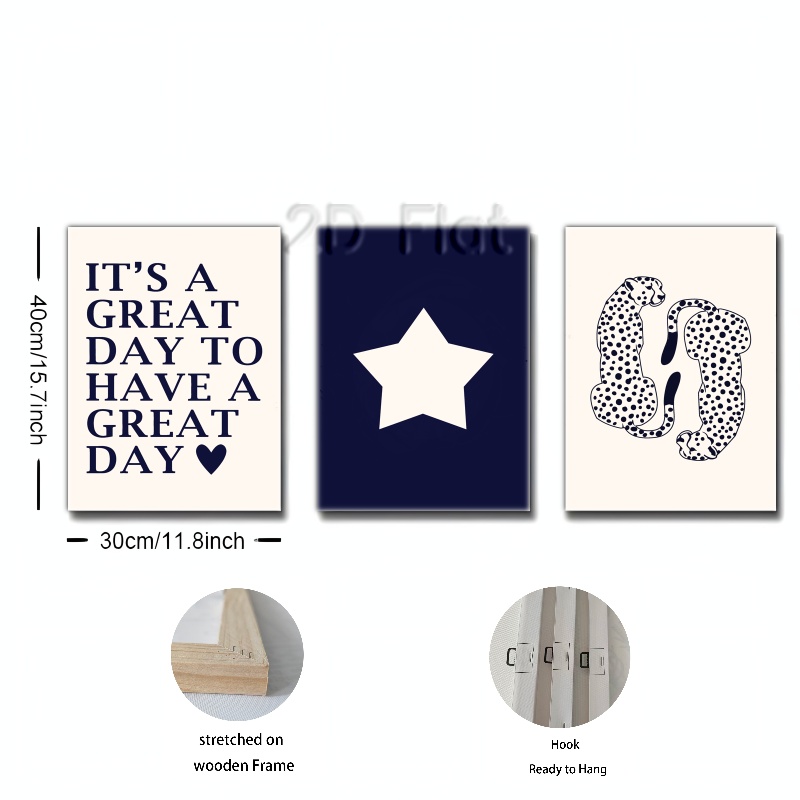 2D Flat
IT'S A
GREAT
DAY TO
HAVE A
GREAT
DAY
40cm/15.7inch
30cm/11.8inch
stretched on
wooden Frame
Hook
Ready to Hang